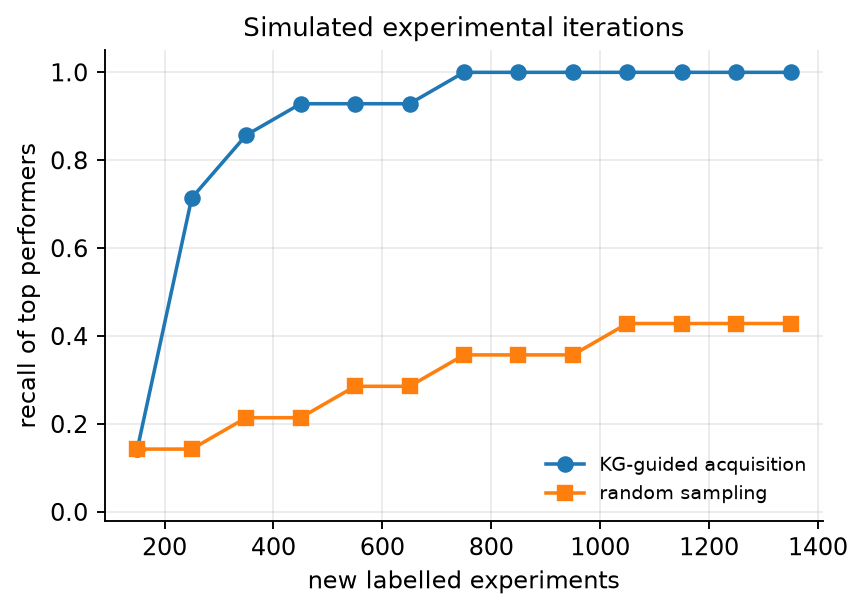 Simulated experimental iterations
recall of top performers
1.0
0.8
0.6
0.4
0.2
0.0
KG-guided acquisition
random sampling
200 400 600 800 1000 1200 1400
new labelled experiments